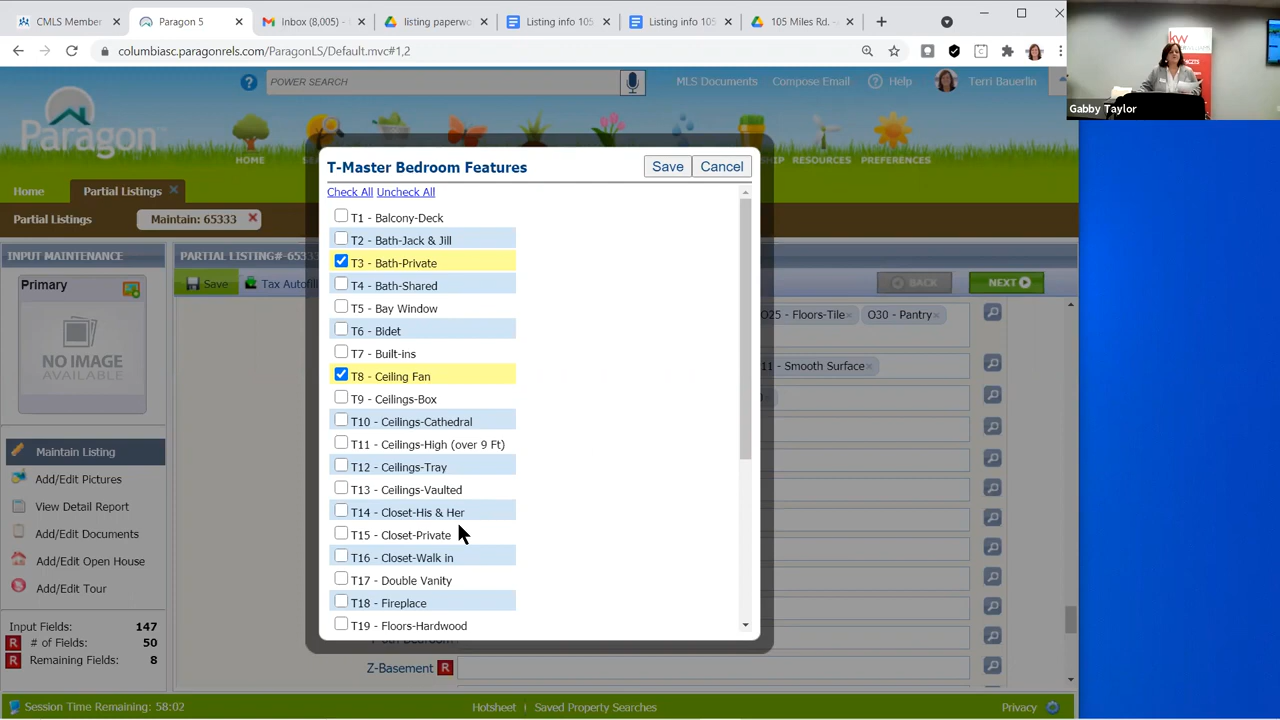 CMLS Member
Paragon 5
Inbox (8,005) -
listing paperw
Listing info 105
Listing info 105
105 Miles Rd. -
columbiasc.paragonrels.com/ParagonLS/Default.mvc#1,2
POWER SEARCH
MLS Documents
Compose Email
Help
Terri Bauerlin
kw
Gabby Taylor
Paragon
HOME
RESOURCES
PREFERENCES
Home
Partial Listings
Partial Listings
Maintain: 65333
INPUT MAINTENANCE
PARTIAL LISTING#-6533
Primary
Save
Tax Autofil
BACK
NEXT
NO IMAGE
AVAILABLE
T-Master Bedroom Features
Save
Cancel
Check All Uncheck All
T1 - Balcony-Deck
T2 - Bath-Jack & Jill
T3 - Bath-Private
T4 - Bath-Shared
T5 - Bay Window
T6 - Bidet
T7 - Built-ins
T8 - Ceiling Fan
T9 - Ceilings-Box
T10 - Ceilings-Cathedral
T11 - Ceilings-High (over 9 Ft)
T12 - Ceilings-Tray
T13 - Ceilings-Vaulted
T14 - Closet-His & Her
T15 - Closet-Private
T16 - Closet-Walk in
T17 - Double Vanity
T18 - Fireplace
T19 - Floors-Hardwood
O25 - Floors-Tile
O30 - Pantry
11 - Smooth Surface
Maintain Listing
Add/Edit Pictures
View Detail Report
Add/Edit Documents
Add/Edit Open House
Add/Edit Tour
Input Fields: 147
R # of Fields: 50
R Remaining Fields: 8
Z-Basement R
Session Time Remaining: 58:02
Hotsheet
Saved Property Searches
Privacy